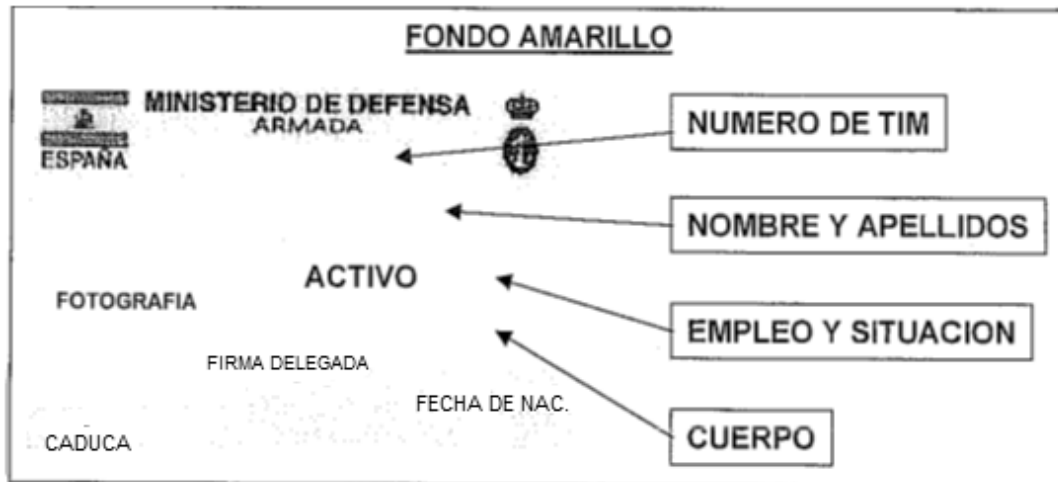 FONDO AMARILLO
MINISTERIO DE DEFENSA
ARMADA
ESPAÑA
NUMERO DE TIM
NOMBRE Y APELLIDOS
ACTIVO
FOTOGRAFIA
EMPLEO Y SITUACION
FIRMA DELEGADA
FECHA DE NAC.
CUERPO
CADUCA